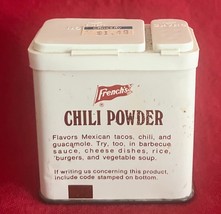 French's
CHILI POWDER
Flavors Mexican tacos, chili, and
guacamole. Try, too, in barbecue
sauce, cheese dishes, rice,
burgers, and vegetable soup.
If writing us concerning this product,
include code stamped on bottom.